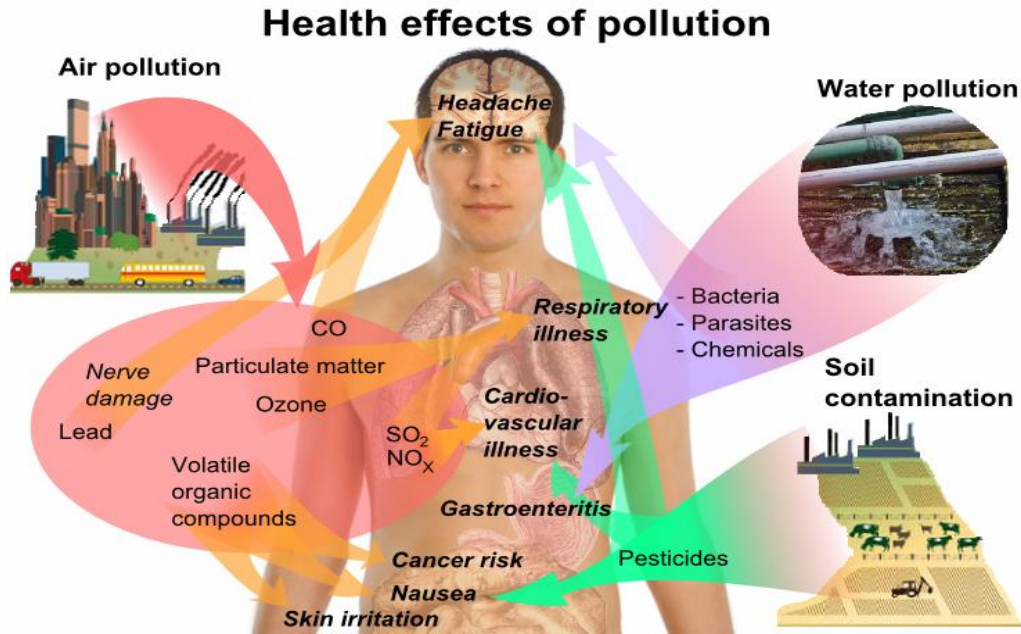 Health effects of pollution
Air pollution
Water pollution
Headache
Fatigue
CO
Particulate matter
Nerve
damage
Ozone
Lead
SO₂
NOₓ
Volatile
organic
compounds
Respiratory
illness
Cardio-
vascular
illness
Gastroenteritis
Cancer risk
Nausea
Skin irritation
- Bacteria
- Parasites
- Chemicals
Soil
contamination
Pesticides